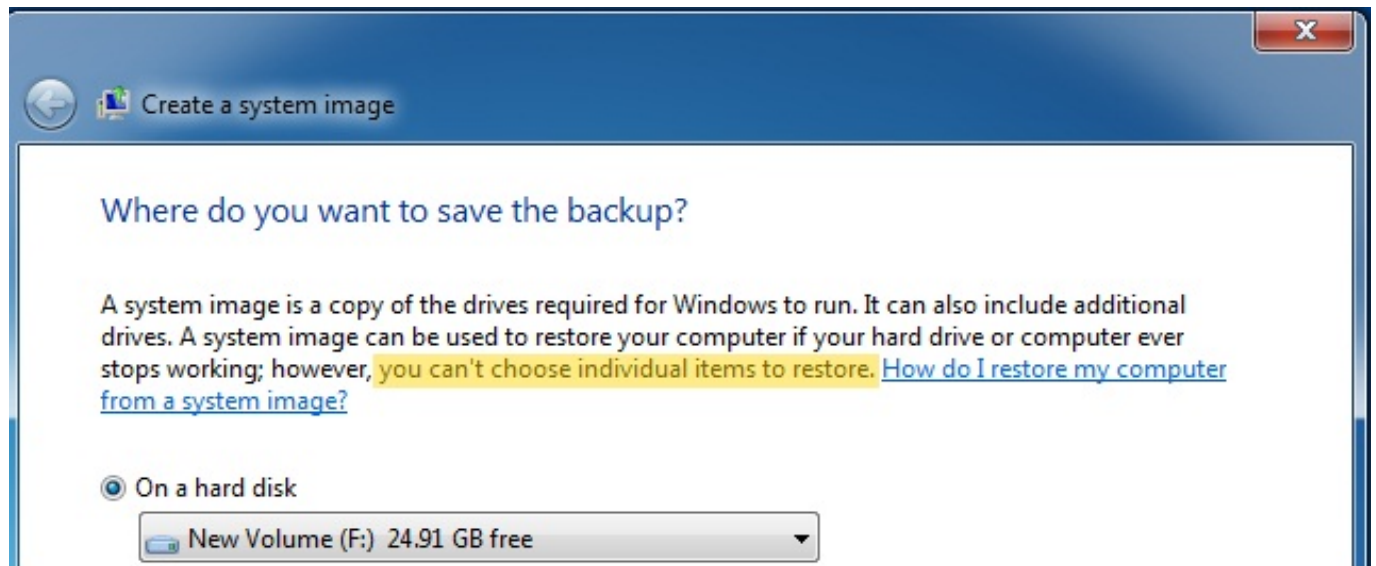 Create a system image
Where do you want to save the backup?
A system image is a copy of the drives required for Windows to run. It can also include additional
drives. A system image can be used to restore your computer if your hard drive or computer ever
stops working; however, you can't choose individual items to restore. How do I restore my computer
from a system image?
On a hard disk
New Volume (F:) 24.91 GB free